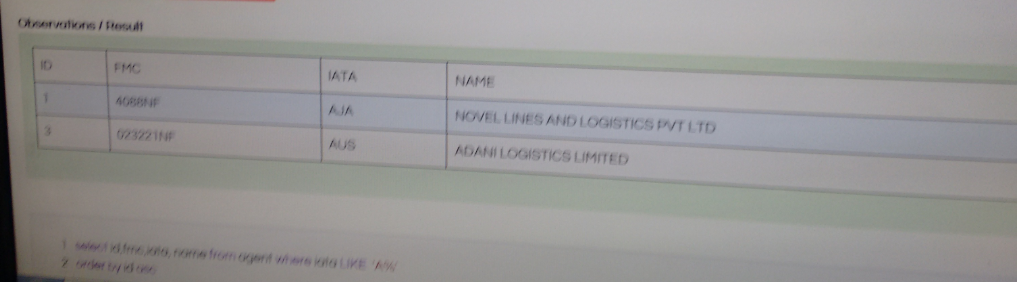 Observations / Result
ID FMC IATA NAME
1 4088NF AJA NOVEL LINES AND LOGISTICS PVT LTD
3 023221NF AUS ADANI LOGISTICS LIMITED
1 select id,fmc,iata, name from agent where iata LIKE
2 order by id asc